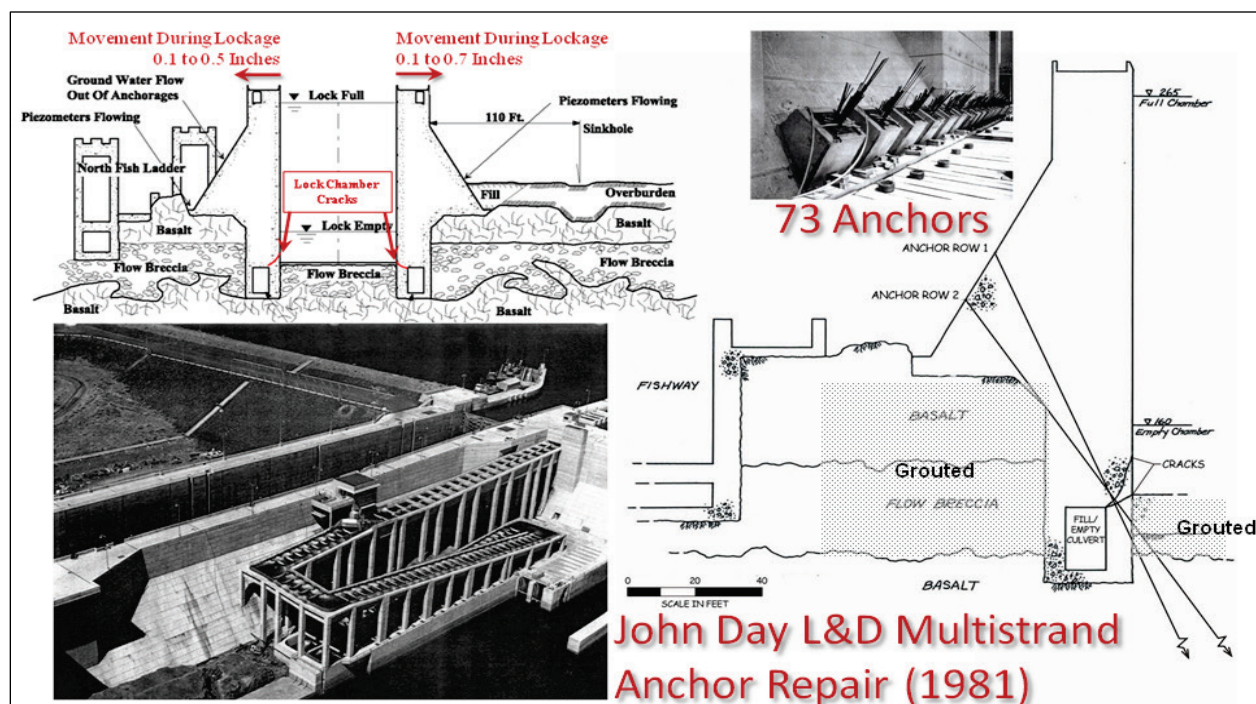 Movement During Lockage
0.1 to 0.5 Inches
Movement During Lockage
0.1 to 0.7 Inches
Ground Water Flow
Out Of Anchorages
Piezometers Flowing
North Fish Ladder
Lock Full
Piezometers Flowing
110 Ft.
Sinkhole
Lock Chamber
Cracks
Fill
Overburden
Basalt
Lock Empty
Basalt
Flow Breccia
Flow Breccia
Flow Breccia
Basalt
Basalt
73 Anchors
265
Full Chamber
ANCHOR ROW 1
ANCHOR ROW 2
FISHWAY
BASALT
160
Empty Chamber
CRACKS
Grouted
FLOW BRECCIA
FILL/
EMPTY
CULVERT
Grouted
BASALT
0 20 40
SCALE IN FEET
John Day L&D Multistrand
Anchor Repair (1981)